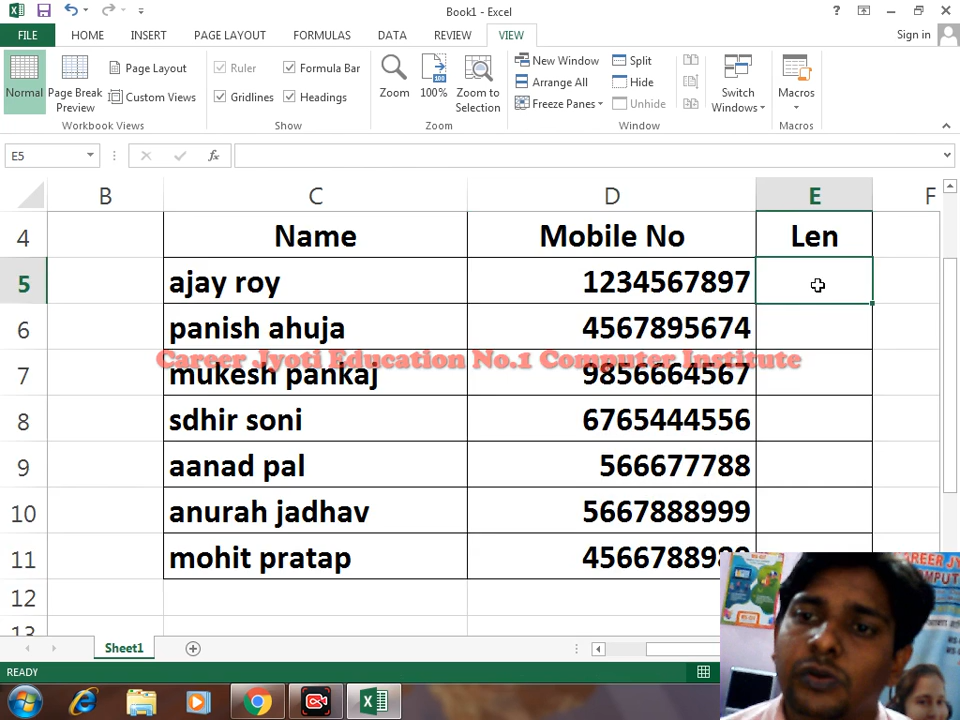 Book1 - Excel
?
FILE HOME INSERT PAGE LAYOUT FORMULAS DATA REVIEW VIEW Sign in
Normal
Page Break Preview
Page Layout
Custom Views
Workbook Views
Ruler
Formula Bar
Gridlines
Headings
Show
Zoom
100%
Zoom to Selection
Zoom
New Window
Arrange All
Freeze Panes
Split
Hide
Unhide
Switch Windows
Window
Macros
Macros
E5
fx
B C D E F
4 Name Mobile No Len
5 ajay roy 1234567897
6 panish ahuja 4567895674
Career Jyoti Education No.1 Computer Institute
7 mukesh pankaj 9856664567
8 sdhir soni 6765444556
9 aanad pal 566677788
10 anurah jadhav 5667888999
11 mohit pratap
12
13
Sheet1
READY
CAREER